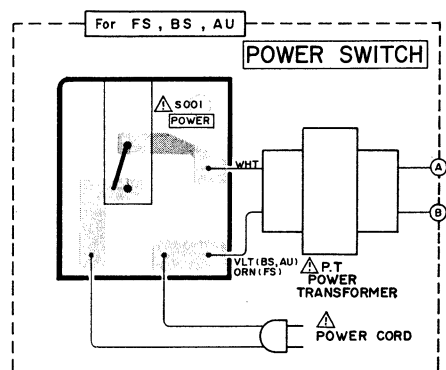 For FS, BS, AU
POWER SWITCH
S001
POWER
WHT
A
B
VLT(BS,AU)
ORN(FS)
P.T
POWER
TRANSFORMER
POWER CORD